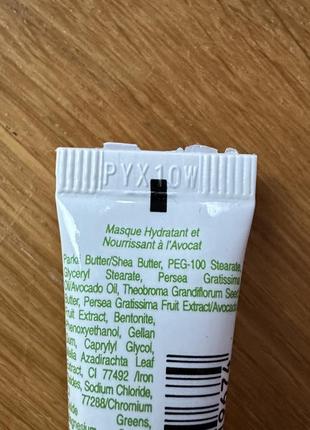 PYX10W
Masque Hydratant et
Nourrissant à l'Avocat
Parkii Butter/Shea Butter, PEG-100 Stearate,
Glyceryl Stearate, Persea Gratissima
Oil/Avocado Oil, Theobroma Grandiflorum Seed
Butter, Persea Gratissima Fruit Extract/Avocado
Fruit Extract, Bentonite,
Phenoxyethanol, Gellan
Caprylyl Glycol,
Azadirachta Leaf
CI 77492 /Iron
Sodium Chloride,
77288/Chromium
Greens,